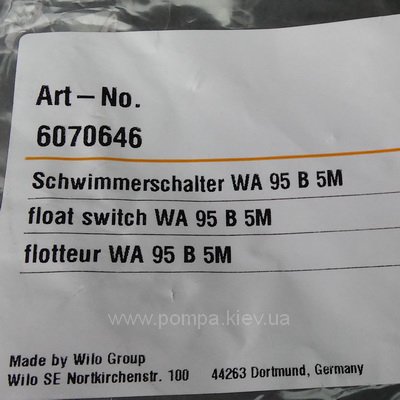 Art–No.
6070646
Schwimmerschalter WA 95 B 5M
float switch WA 95 B 5M
flotteur WA 95 B 5M
www.pompa.kiev.ua
Made by Wilo Group
Wilo SE Nortkirchenstr. 100 44263 Dortmund, Germany